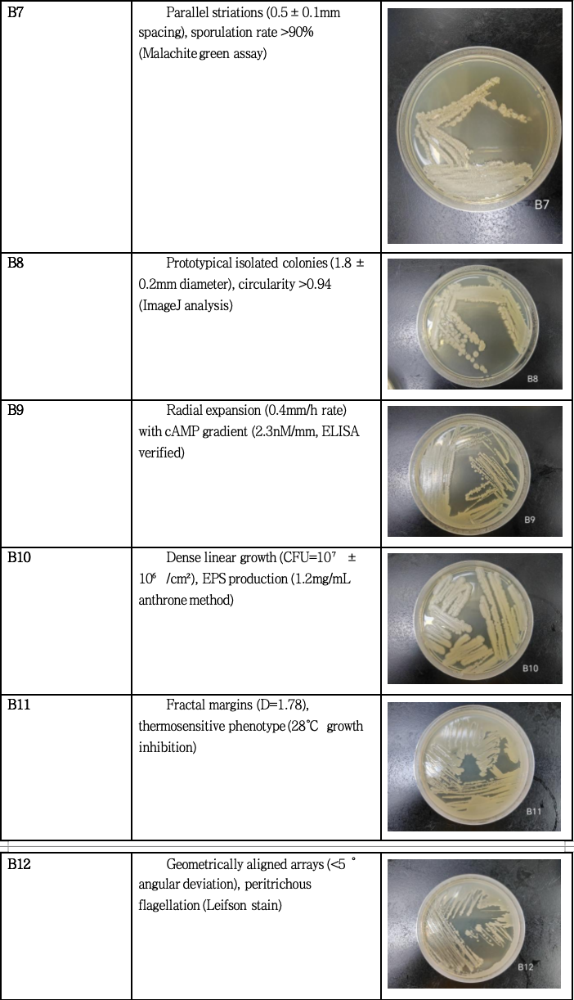 B7
Parallel striations (0.5 ± 0.1mm
spacing), sporulation rate >90%
(Malachite green assay)
B7
B8
Prototypical isolated colonies (1.8 ±
0.2mm diameter), circularity >0.94
(ImageJ analysis)
B8
B9
Radial expansion (0.4mm/h rate)
with cAMP gradient (2.3nM/mm, ELISA
verified)
B9
B10
Dense linear growth (CFU=10⁷ ±
10⁶ /cm²), EPS production (1.2mg/mL
anthrone method)
B10
B11
Fractal margins (D=1.78),
thermosensitive phenotype (28℃ growth
inhibition)
B11
B12
Geometrically aligned arrays (<5 °
angular deviation), peritrichous
flagellation (Leifson stain)
B12